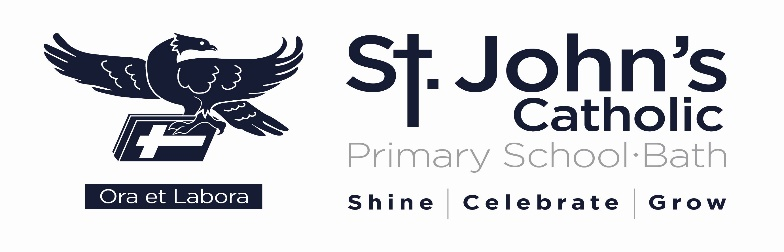 St. John's
Catholic
Primary School·Bath
Ora et Labora
Shine | Celebrate | Grow